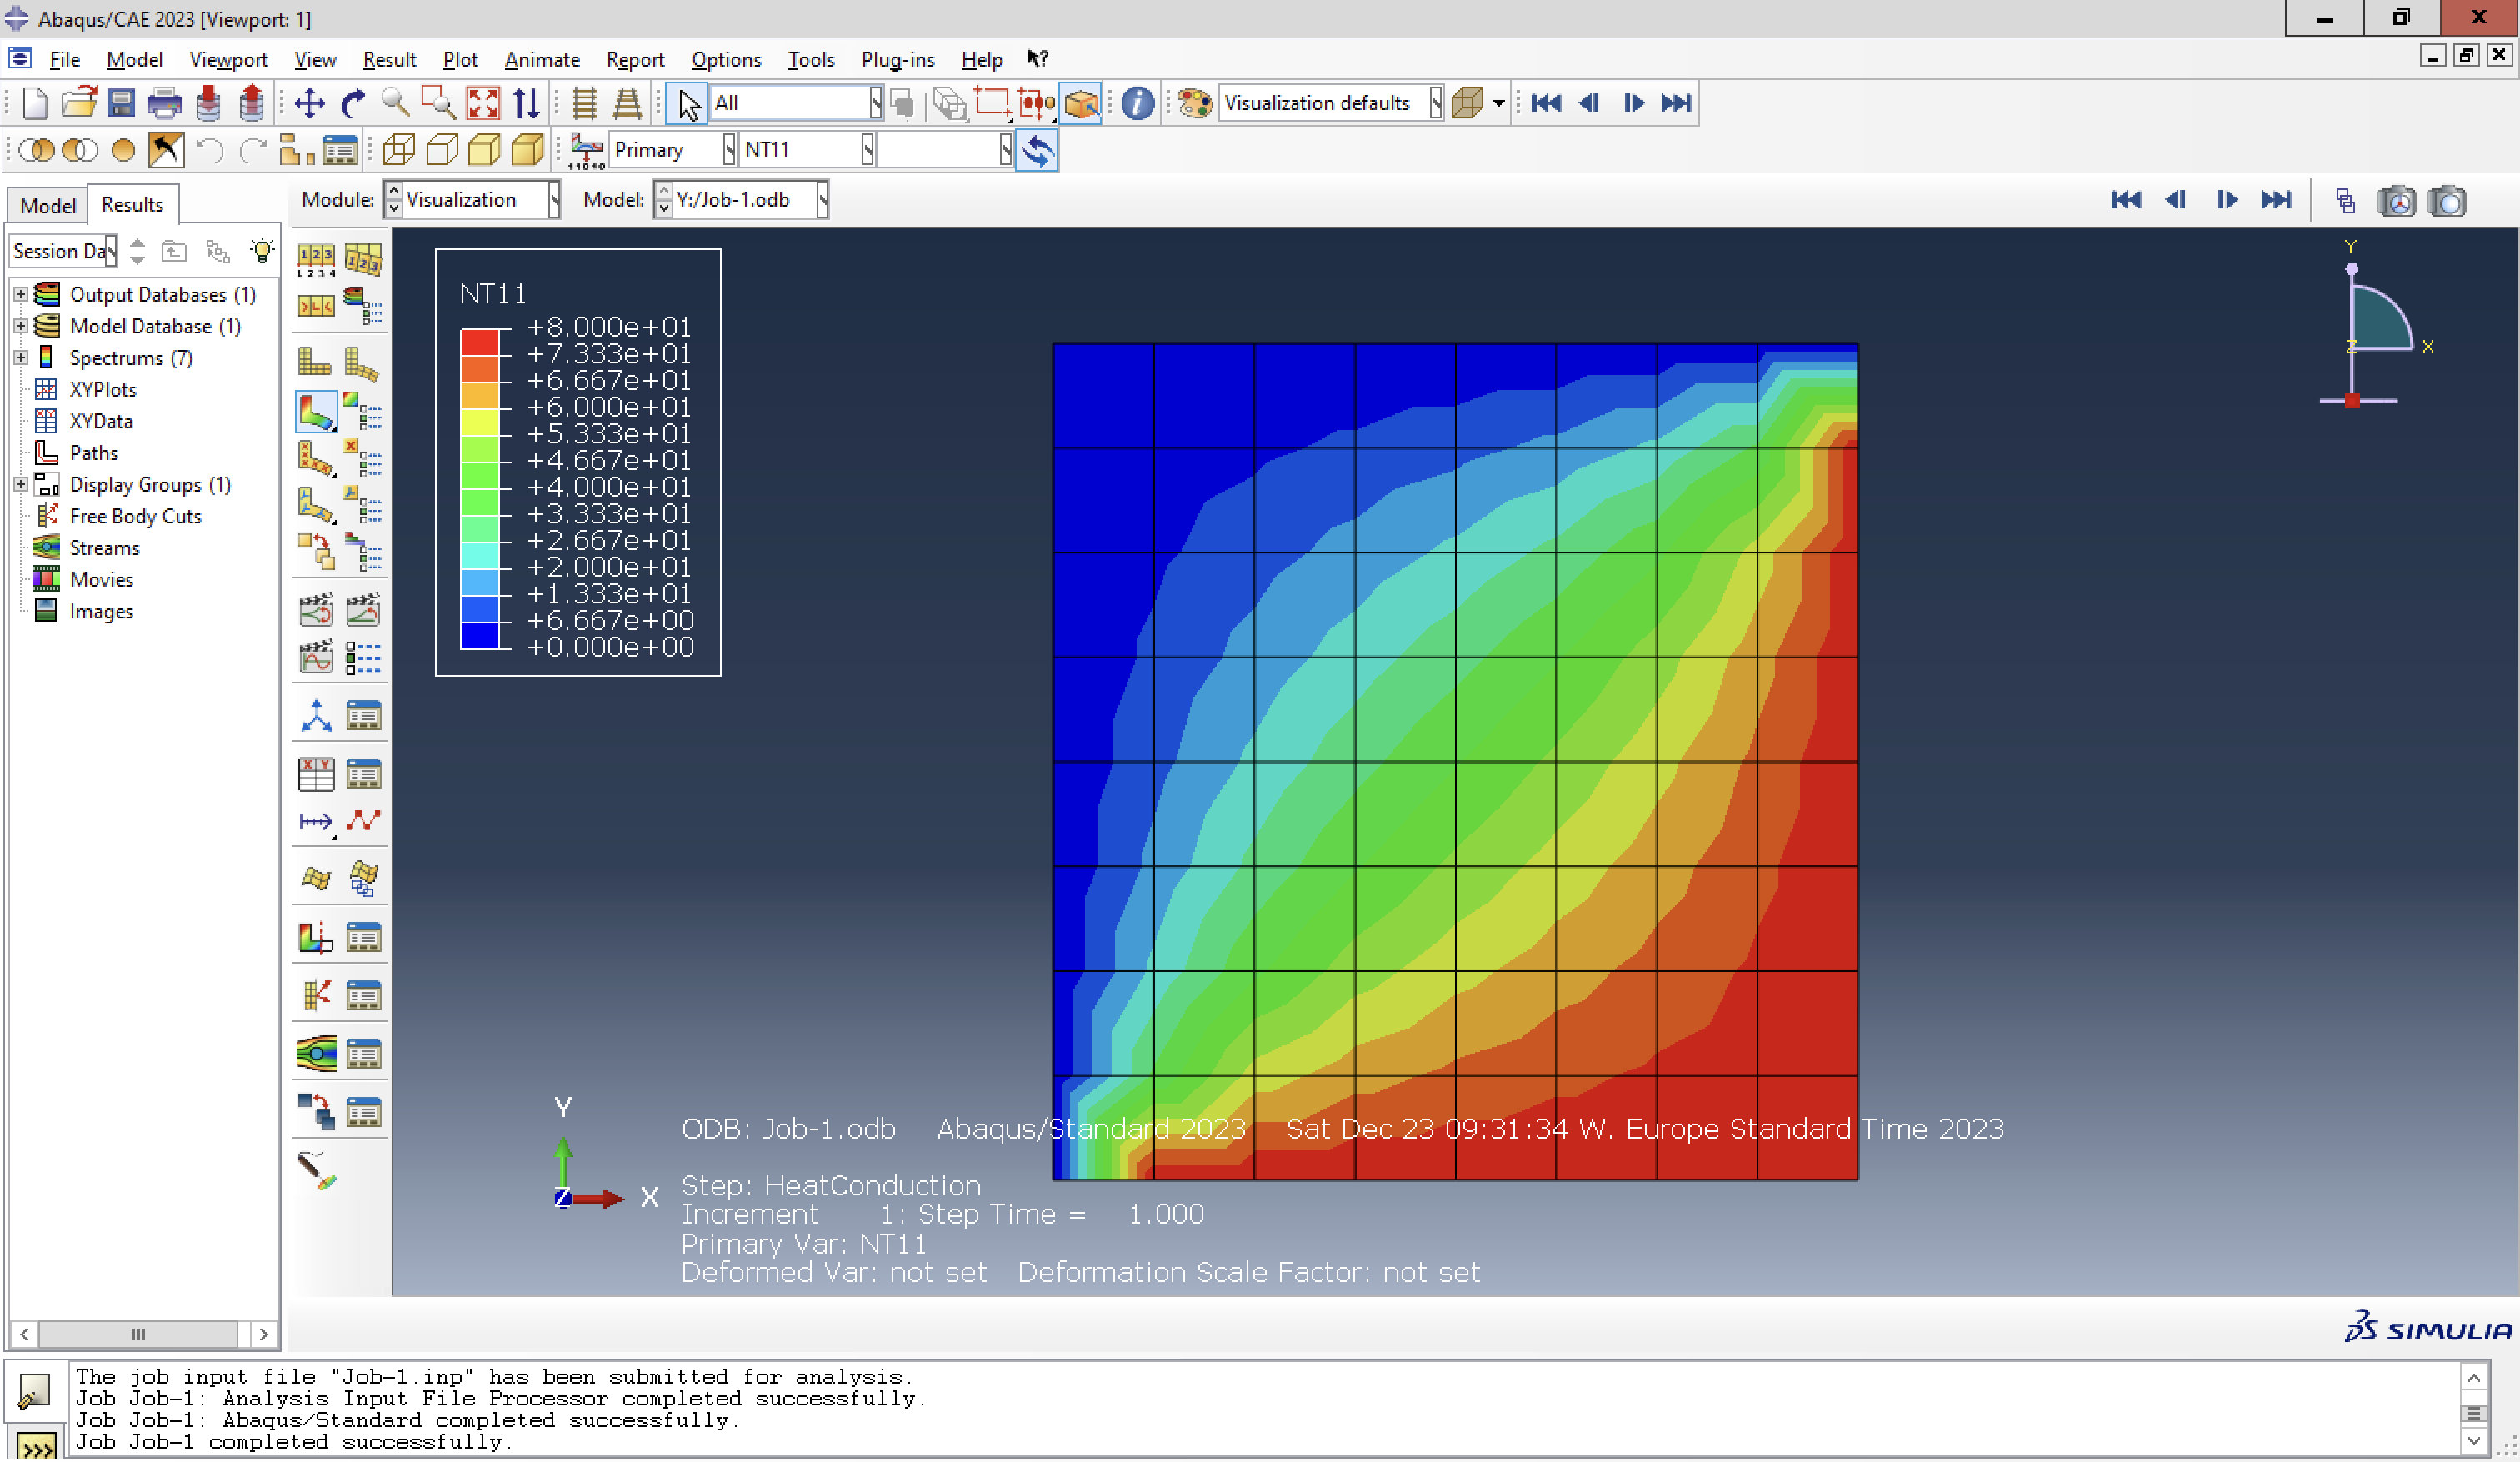 Abaqus/CAE 2023 [Viewport: 1]
File Model Viewport View Result Plot Animate Report Options Tools Plug-ins Help ?
All
Visualization defaults
Primary NT11
Model Results
Module: Visualization Model: Y:/Job-1.odb
Session Da
Output Databases (1)
Model Database (1)
Spectrums (7)
XYPlots
XYData
Paths
Display Groups (1)
Free Body Cuts
Streams
Movies
Images
NT11
+8.000e+01
+7.333e+01
+6.667e+01
+6.000e+01
+5.333e+01
+4.667e+01
+4.000e+01
+3.333e+01
+2.667e+01
+2.000e+01
+1.333e+01
+6.667e+00
+0.000e+00
Y
Z X
Y
Z X
ODB: Job-1.odb Abaqus/Standard 2023 Sat Dec 23 09:31:34 W. Europe Standard Time 2023
Step: HeatConduction
Increment 1: Step Time = 1.000
Primary Var: NT11
Deformed Var: not set Deformation Scale Factor: not set
SIMULIA
The job input file "Job-1.inp" has been submitted for analysis.
Job Job-1: Analysis Input File Processor completed successfully.
Job Job-1: Abaqus/Standard completed successfully.
Job Job-1 completed successfully.
>>>